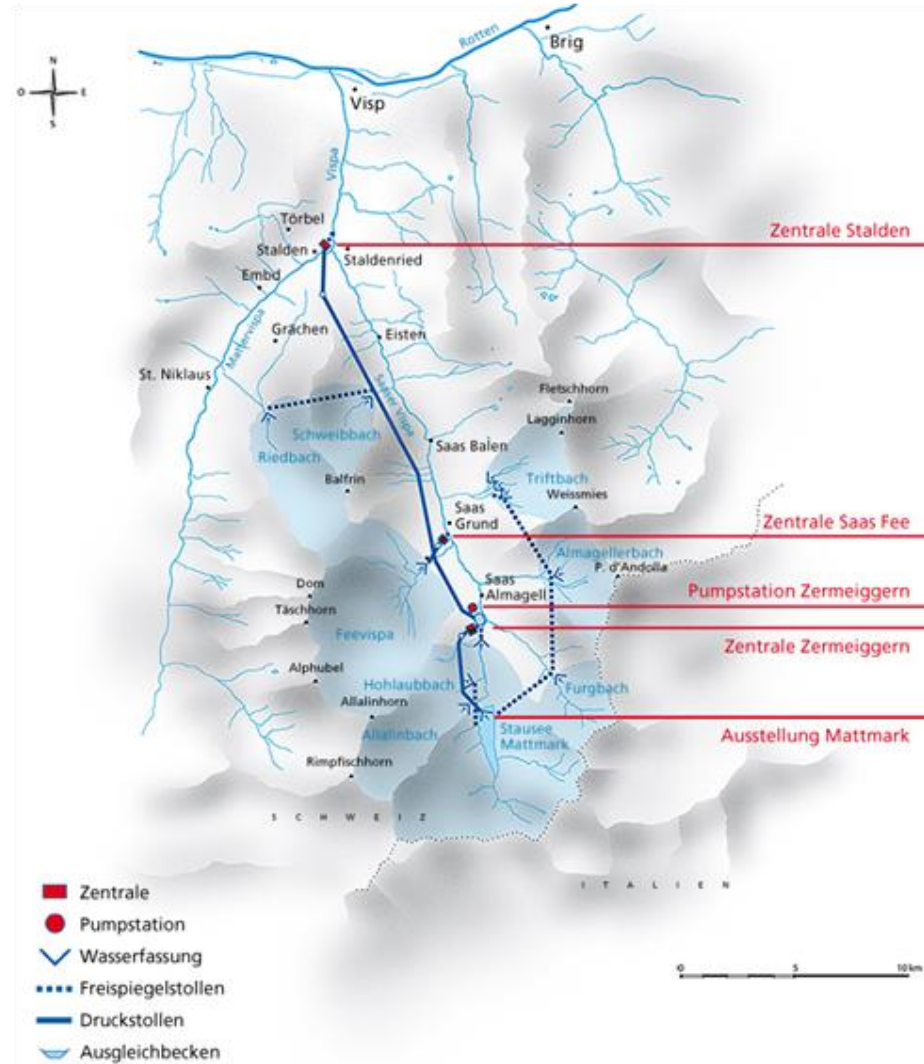 Rotten
Brig
N
O
E
S
Visp
Vispa
Törbel
Zentrale Stalden
Stalden
Staldenried
Embd
Mattervispa
Grächen
Eisten
St. Niklaus
Saaser Vispa
Fletschhorn
Lagginhorn
Schweibbach
Saas Balen
Riedbach
Balfrin
Triftbach
Weissmies
Saas
Grund
Zentrale Saas Fee
Almagellerbach
P. d'Andolla
Dom
Saas
Almagell
Pumpstation Zermeiggern
Täschhorn
Feevispa
Zentrale Zermeiggern
Alphubel
Hohlaubbach
Furgbach
Allalinhorn
Allalinbach
Stausee
Mattmark
Ausstellung Mattmark
Rimpfischhorn
SCHWEIZ
ITALIEN
Zentrale
Pumpstation
Wasserfassung
Freispiegelstollen
Druckstollen
Ausgleichbecken
0
5
10 km